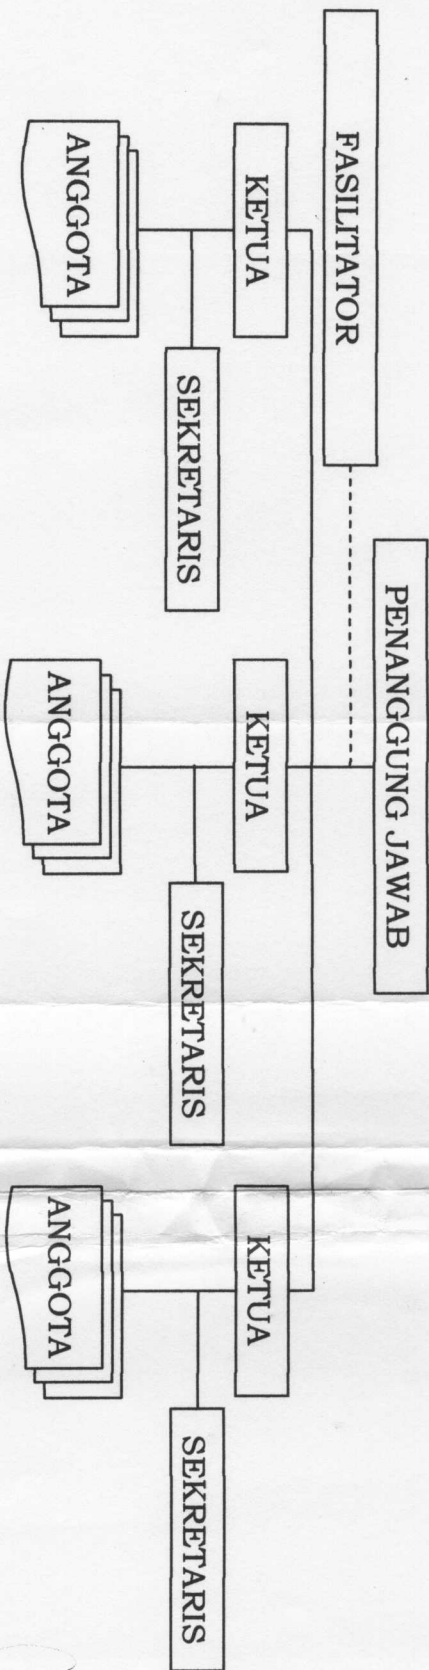 PENANGGUNG JAWAB
FASILITATOR
KETUA
KETUA
KETUA
SEKRETARIS
SEKRETARIS
SEKRETARIS
ANGGOTA
ANGGOTA
ANGGOTA